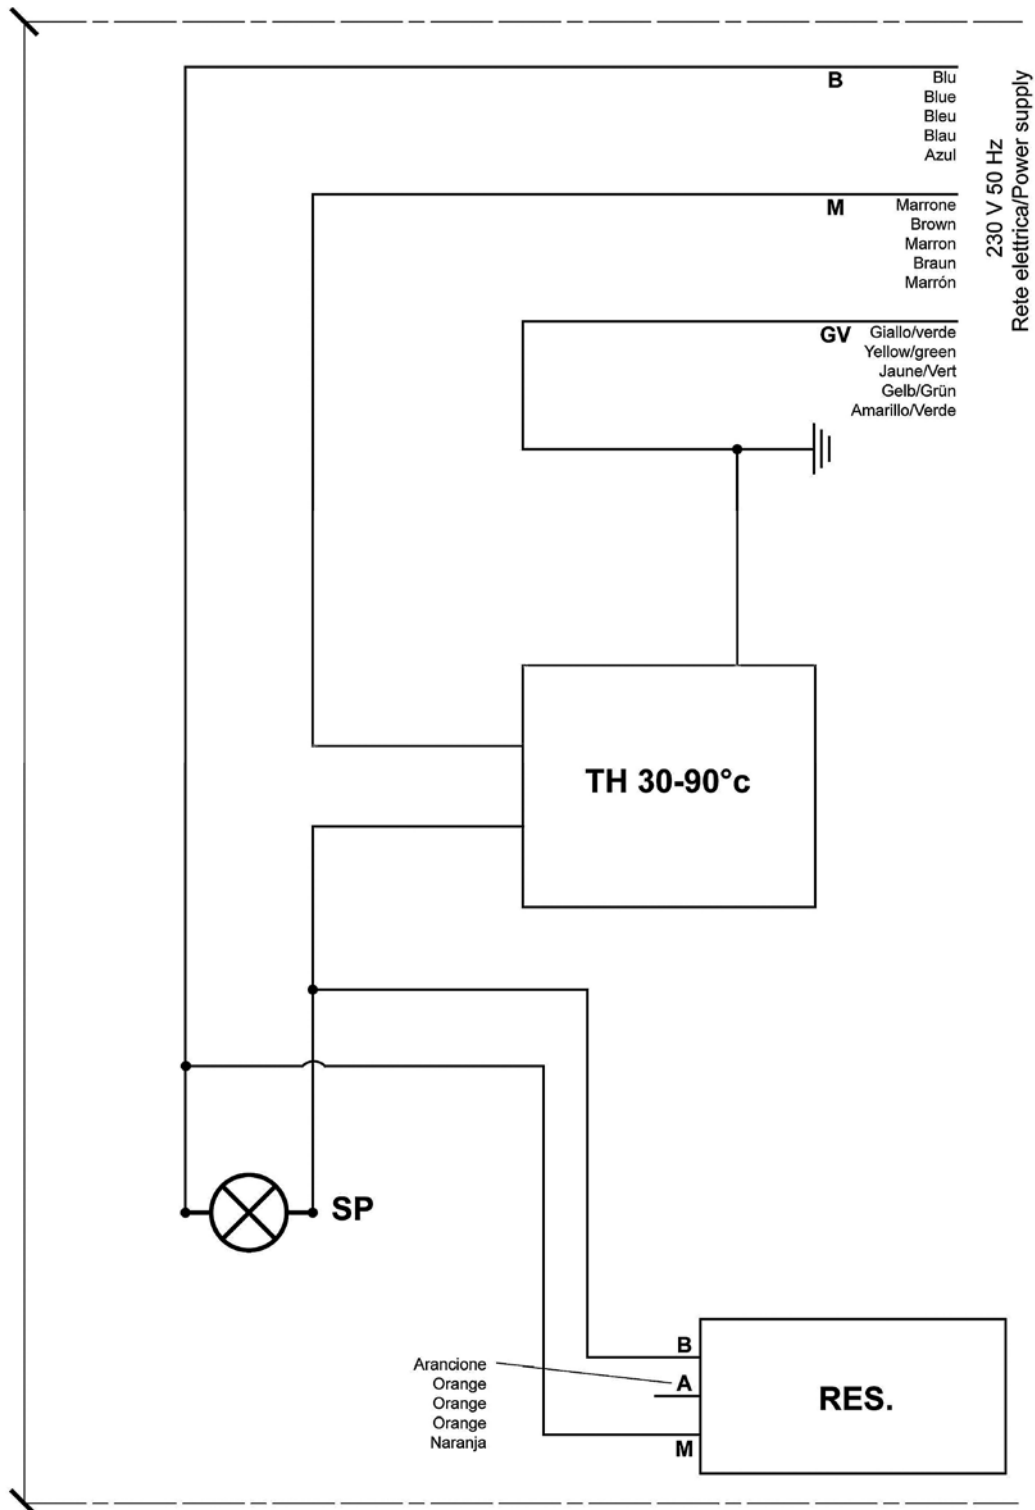 B
Blu
Blue
Bleu
Blau
Azul
230 V 50 Hz
Rete elettrica/Power supply
M
Marrone
Brown
Marron
Braun
Marrón
GV
Giallo/verde
Yellow/green
Jaune/Vert
Gelb/Grün
Amarillo/Verde
TH 30-90°c
SP
Arancione
Orange
Orange
Orange
Naranja
B
A
M
RES.